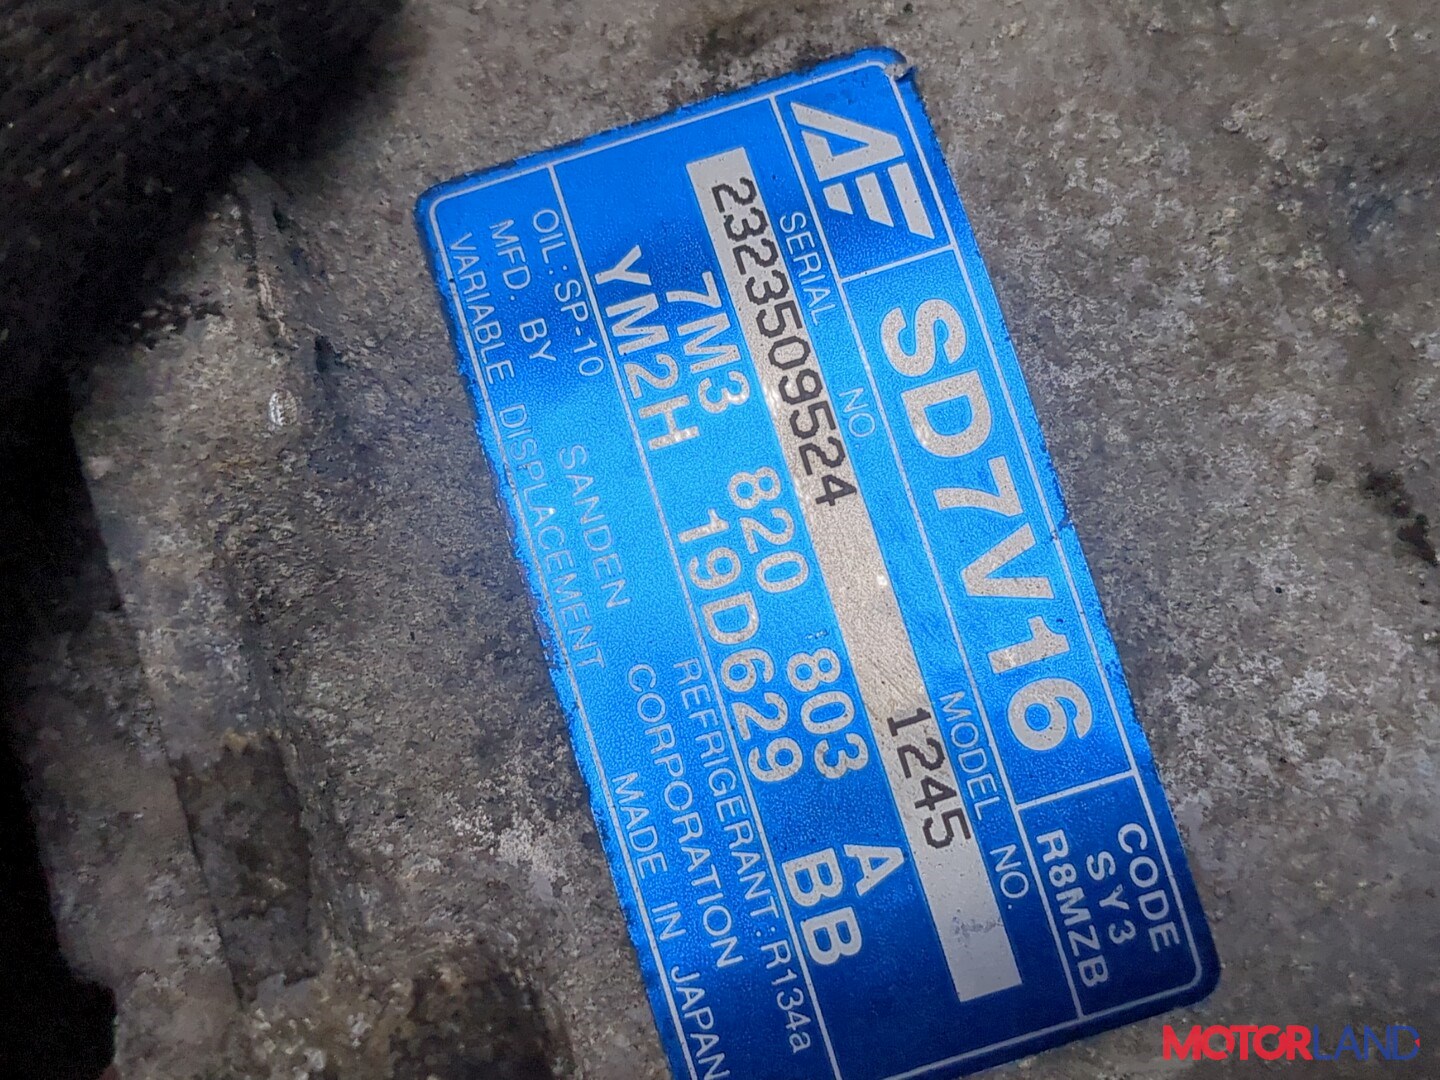 SD7V16
CODE
SY3
R8MZB
SERIAL NO
MODEL NO.
2323509524 1245
7M3 820 803 A
YM2H 19D629 BB
OIL:SP-10 REFRIGERANT:R134a
MFD. BY SANDEN CORPORATION
VARIABLE DISPLACEMENT MADE IN JAPAN
MOTORLAND